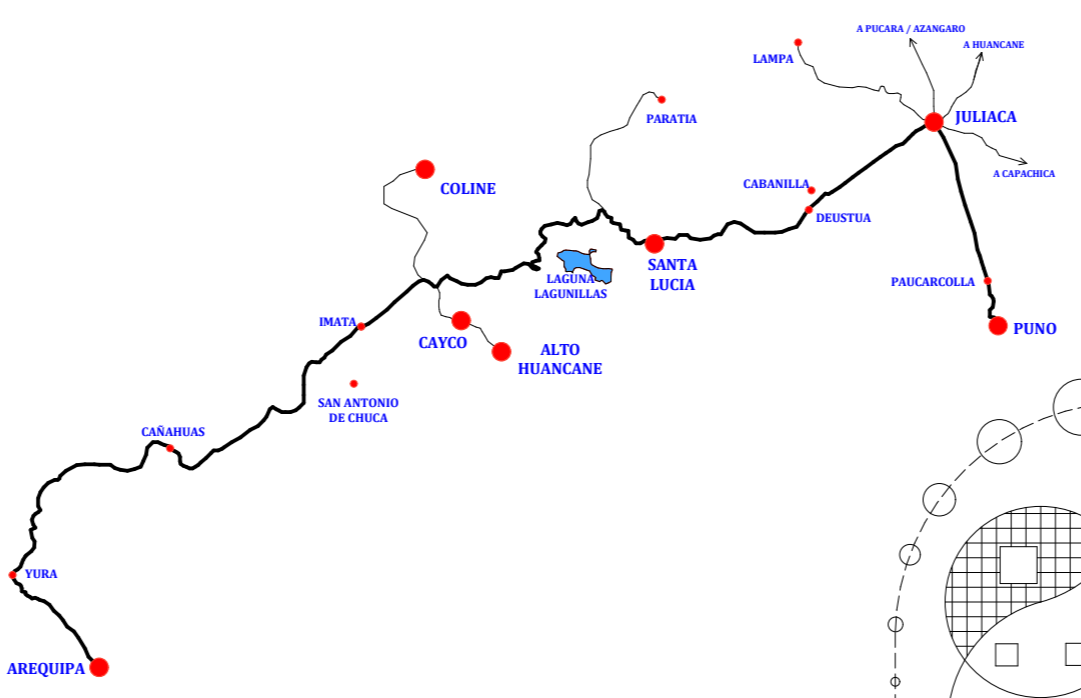 A PUCARA / AZANGARO
A HUANCANE
LAMPA
PARATIA
JULIACA
A CAPACHICA
COLINE
CABANILLA
DEUSTUA
SANTA
LUCIA
LAGUNA
LAGUNILLAS
PAUCARCOLLA
IMATA
CAYCO
ALTO
HUANCANE
PUNO
SAN ANTONIO
DE CHUCA
CAÑAHUAS
YURA
AREQUIPA